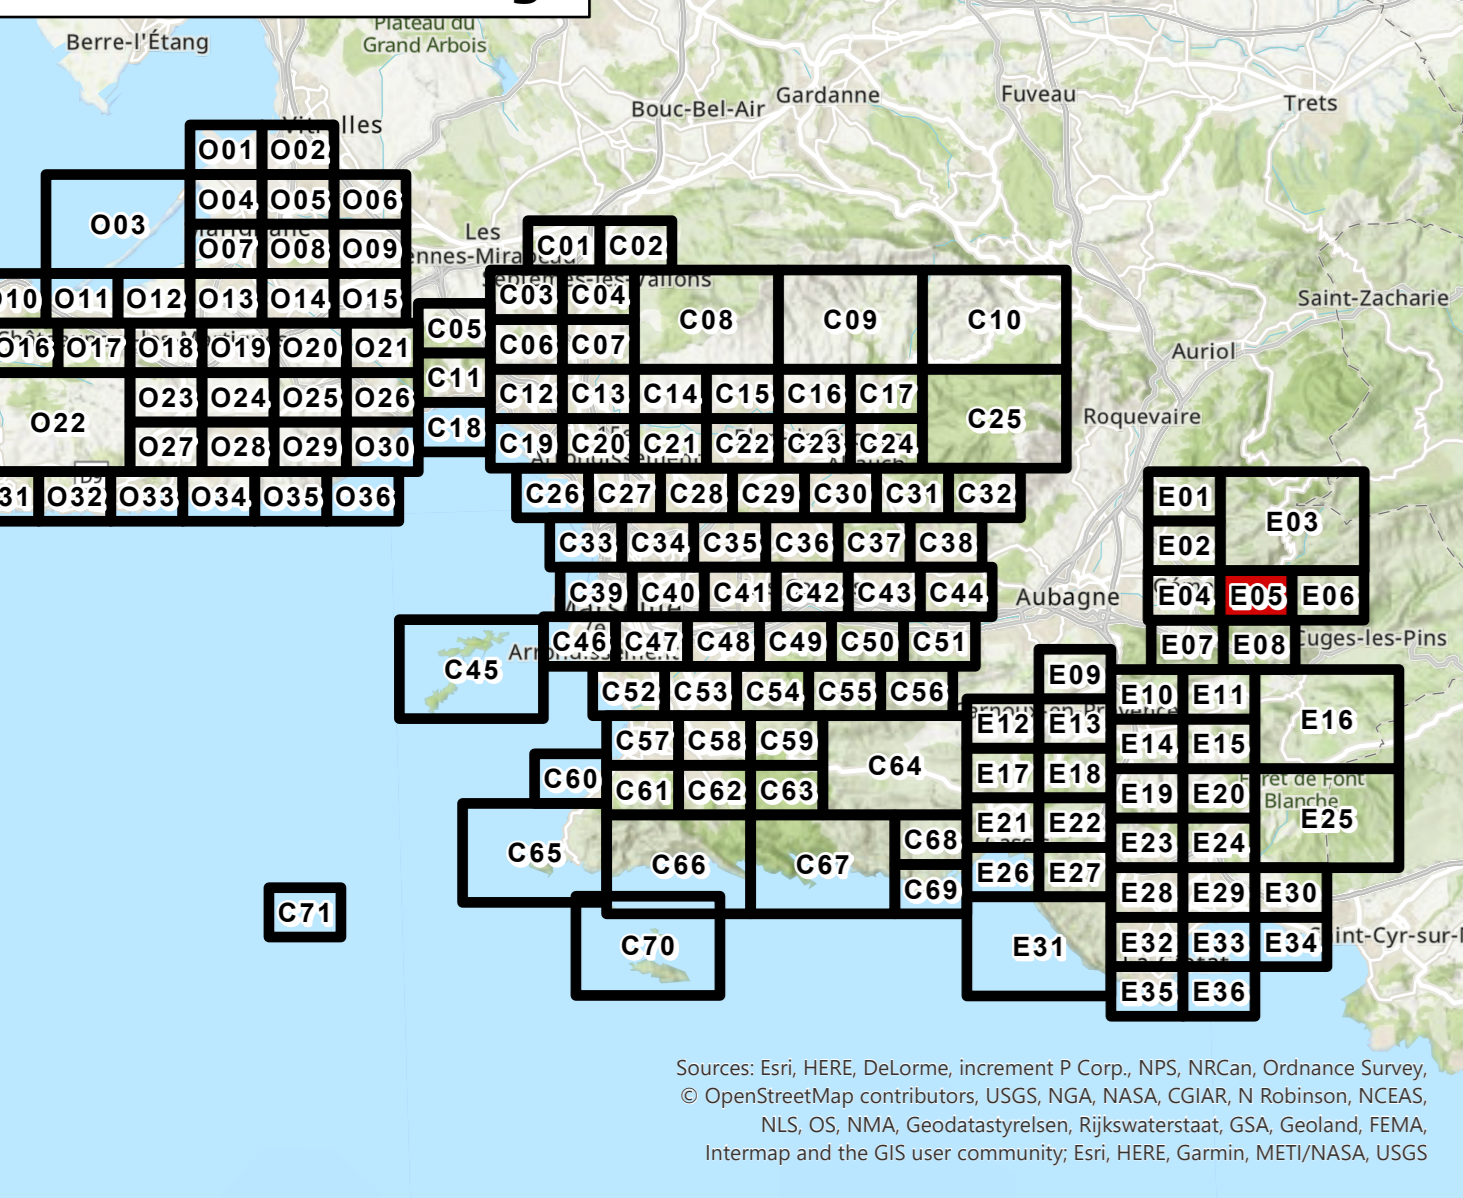 Berre-l'Étang
Plateau du
Grand Arbois
Bouc-Bel-Air
Gardanne
Fuveau
Trets
O01 O02
O03
O04 O05 O06
Les
C01 C02
O07 O08 O09
O11 O12 O13 O14 O15
C03 C04
C08 C09 C10
Saint-Zacharie
C05
O17 O18 O19 O20 O21
C06 C07
Auriol
C11
O22
O23 O24 O25 O26
C12 C13 C14 C15 C16 C17
C25
Roquevaire
C18
O27 O28 O29 O30
C19 C20 C21 C22 C23 C24
O32 O33 O34 O35 O36
C26 C27 C28 C29 C30 C31 C32
E01
E03
C33 C34 C35 C36 C37 C38
E02
C39 C40 C41 C42 C43 C44
Aubagne
E04 E05 E06
C45
C46 C47 C48 C49 C50 C51
E07 E08
Cuges-les-Pins
C52 C53 C54 C55 C56
E09
E10 E11
E16
C57 C58 C59
C64
E12 E13
E14 E15
C60
C61 C62 C63
E17 E18
E19 E20
Forêt de Font
Blanche
E25
C65 C66 C67
C68
E21 E22
E23 E24
C69
E26 E27
E28 E29 E30
C71
C70
E31
E32 E33 E34
E35 E36
Sources: Esri, HERE, DeLorme, increment P Corp., NPS, NRCan, Ordnance Survey,
© OpenStreetMap contributors, USGS, NGA, NASA, CGIAR, N Robinson, NCEAS,
NLS, OS, NMA, Geodatastyrelsen, Rijkswaterstaat, GSA, Geoland, FEMA,
Intermap and the GIS user community; Esri, HERE, Garmin, METI/NASA, USGS